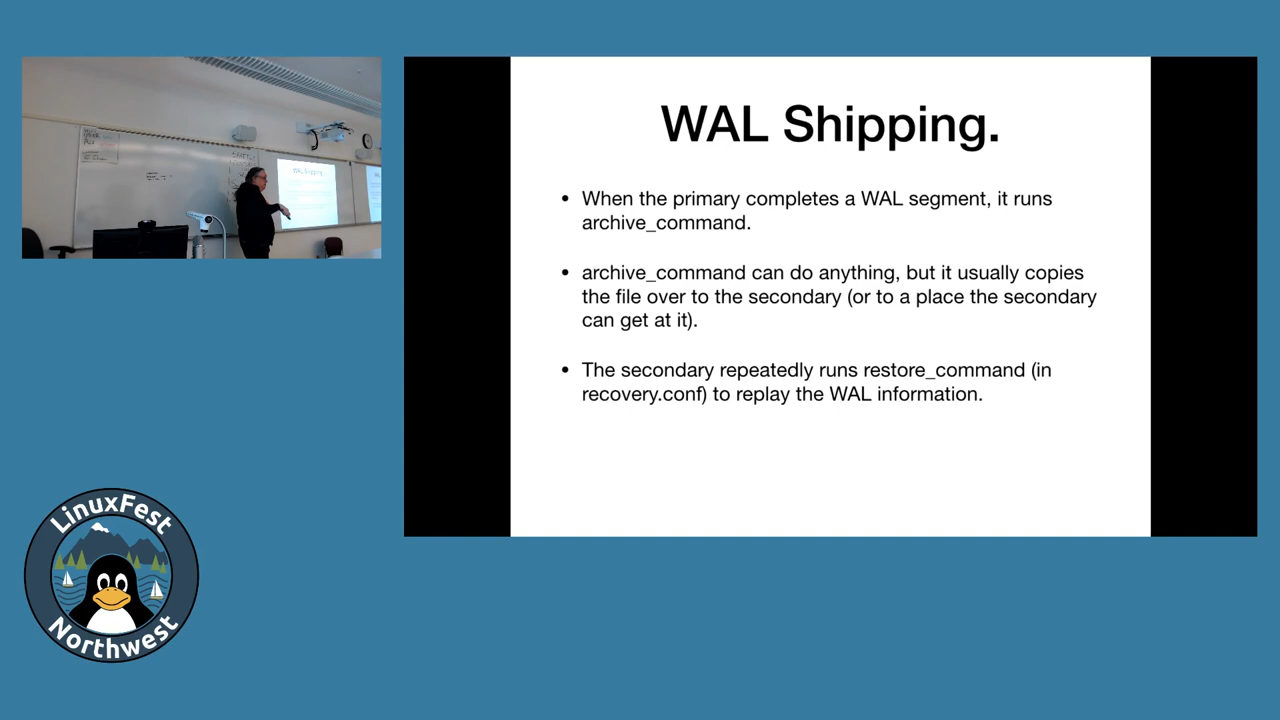 WAL Shipping.
• When the primary completes a WAL segment, it runs
archive_command.
• archive_command can do anything, but it usually copies
the file over to the secondary (or to a place the secondary
can get at it).
• The secondary repeatedly runs restore_command (in
recovery.conf) to replay the WAL information.
WAL Shipping.
LinuxFest
Northwest